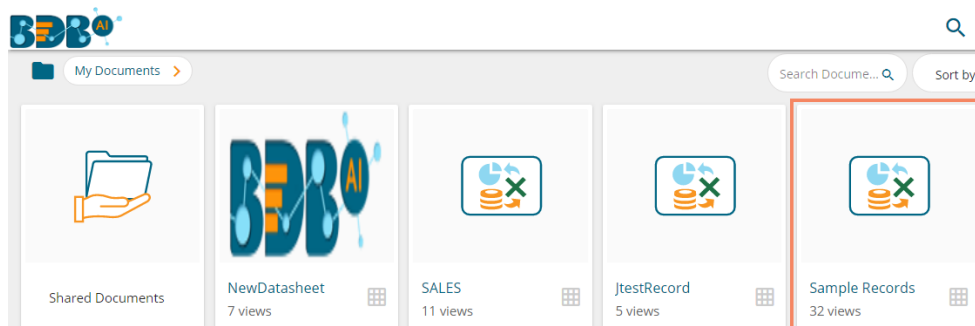 BDB AI
My Documents
Search Docume...
Sort by
BDB AI
Shared Documents
NewDatasheet
7 views
SALES
11 views
JtestRecord
5 views
Sample Records
32 views